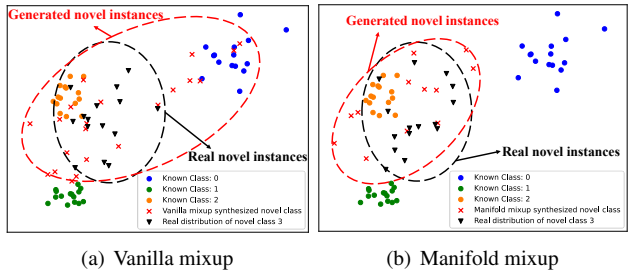 Generated novel instances
Real novel instances
Known Class: 0
Known Class: 1
Known Class: 2
Vanilla mixup synthesized novel class
Real distribution of novel class 3
(a) Vanilla mixup
Generated novel instances
Real novel instances
Known Class: 0
Known Class: 1
Known Class: 2
Manifold mixup synthesized novel class
Real distribution of novel class 3
(b) Manifold mixup